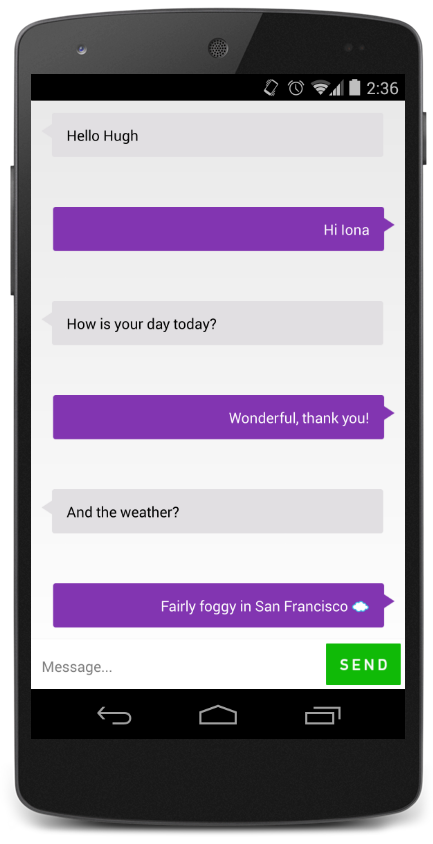 2:36
Hello Hugh
Hi Iona
How is your day today?
Wonderful, thank you!
And the weather?
Fairly foggy in San Francisco
Message...
SEND